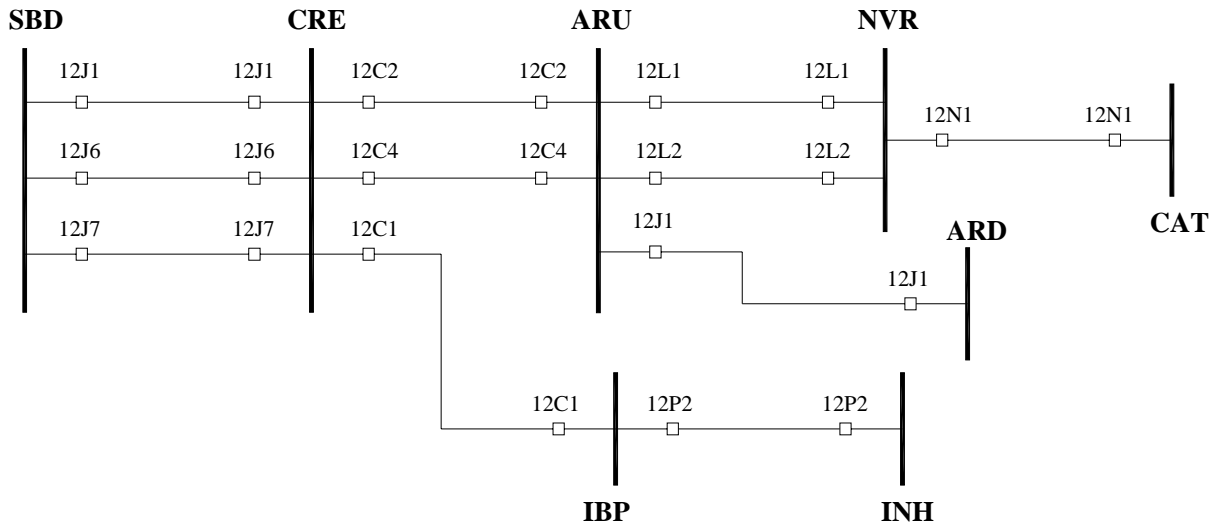 SBD CRE ARU NVR
12J1 12J1 12C2 12C2 12L1 12L1
12N1 12N1
12J6 12J6 12C4 12C4 12L2 12L2
12J7 12J7 12C1 12J1 ARD CAT
12J1
12C1 12P2 12P2
IBP INH